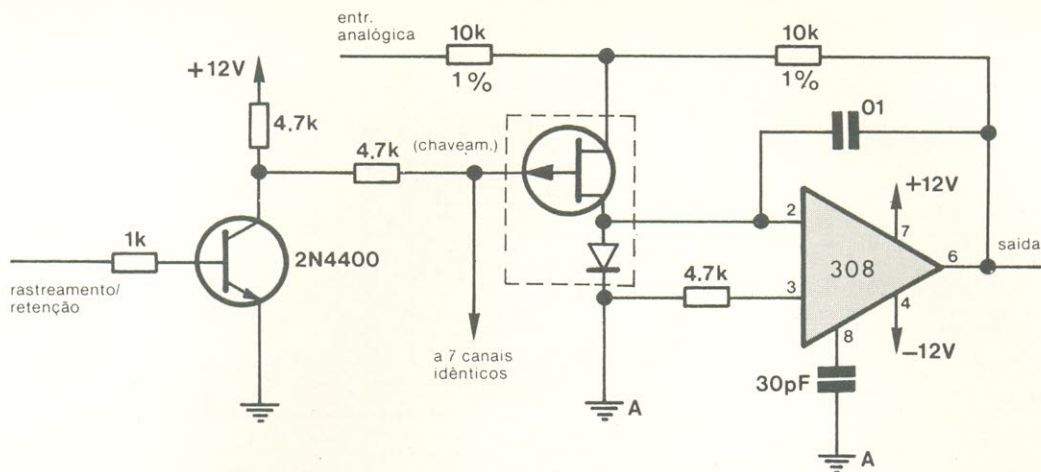 entr.
analógica
10k
1%
10k
1%
+12V
4.7k
4.7k
(chaveam.)
01
1k
2N4400
rastreamento/
retenção
a 7 canais
idênticos
4.7k
2
3
308
+12V
7
6
saída
4
8
-12V
30pF
A
A